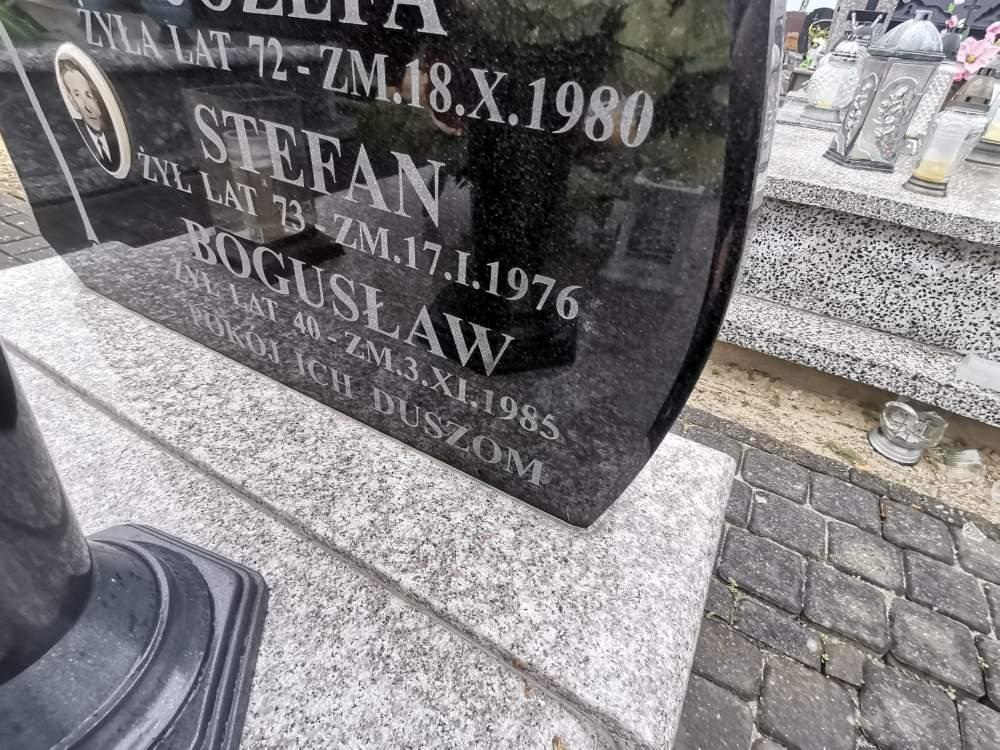 JÓZEFA
ŻYŁA LAT 72 - ZM.18.X.1980
STEFAN
ŻYŁ LAT 73 - ZM.17.I.1976
BOGUSŁAW
ŻYŁ LAT 40 - ZM.3.XI.1985
POKÓJ ICH DUSZOM